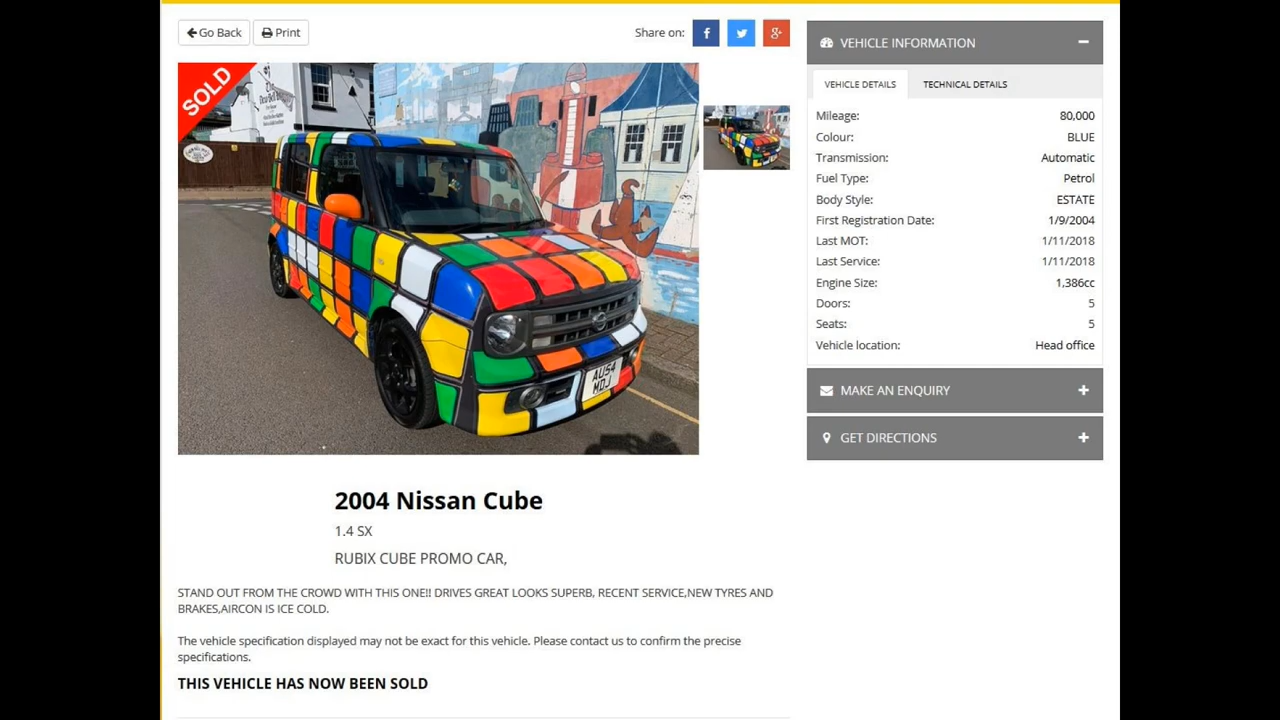 Go Back
Print
Share on:
f
g+
SOLD
AU54
MDJ
2004 Nissan Cube
1.4 SX
RUBIX CUBE PROMO CAR,
STAND OUT FROM THE CROWD WITH THIS ONE!! DRIVES GREAT LOOKS SUPERB, RECENT SERVICE,NEW TYRES AND
BRAKES,AIRCON IS ICE COLD.
The vehicle specification displayed may not be exact for this vehicle. Please contact us to confirm the precise
specifications.
THIS VEHICLE HAS NOW BEEN SOLD
VEHICLE INFORMATION
VEHICLE DETAILS TECHNICAL DETAILS
Mileage: 80,000
Colour: BLUE
Transmission: Automatic
Fuel Type: Petrol
Body Style: ESTATE
First Registration Date: 1/9/2004
Last MOT: 1/11/2018
Last Service: 1/11/2018
Engine Size: 1,386cc
Doors: 5
Seats: 5
Vehicle location: Head office
MAKE AN ENQUIRY
GET DIRECTIONS